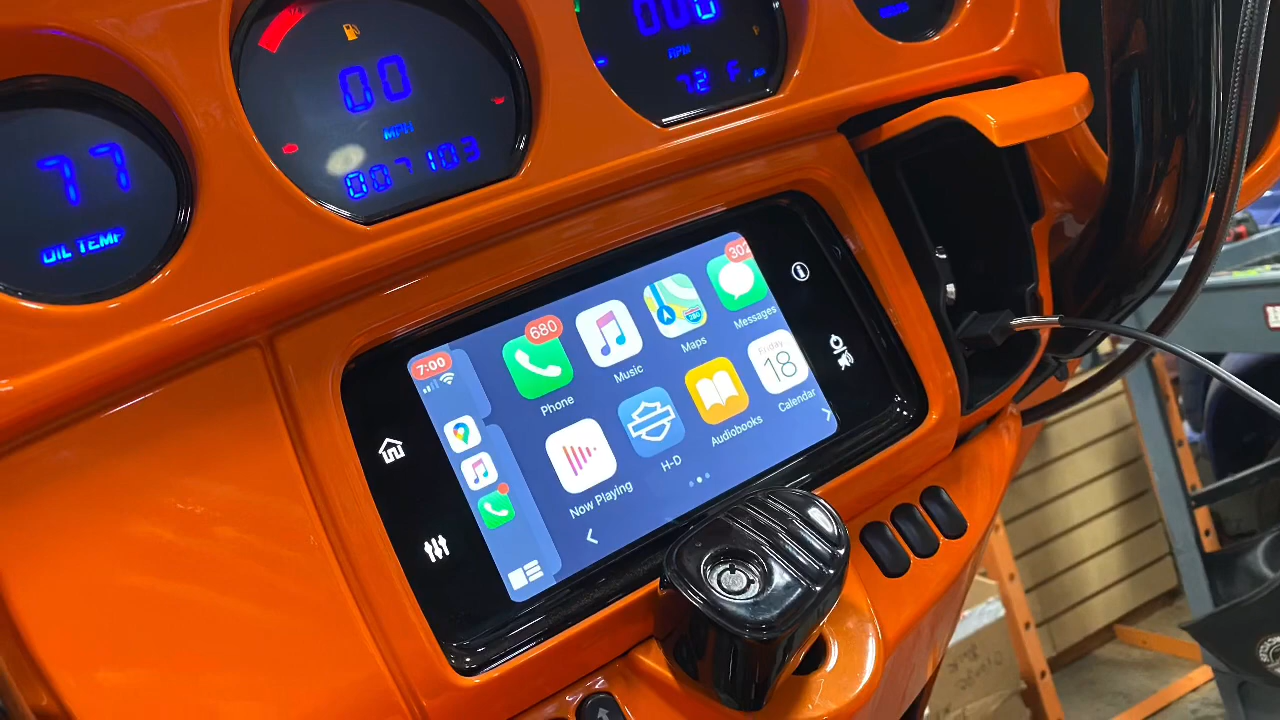 77
OIL TEMP
00
MPH
007103
000
RPM
72 F
7:00
680
Phone
Music
Maps
302
Messages
Now Playing
H-D
Audiobooks
Friday
18
Calendar
280